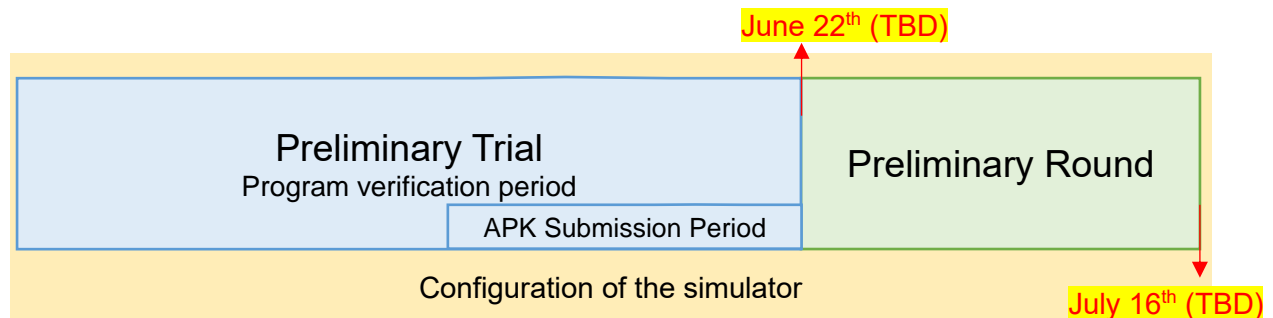 June 22th (TBD)
Preliminary Trial
Program verification period
APK Submission Period
Preliminary Round
Configuration of the simulator
July 16th (TBD)